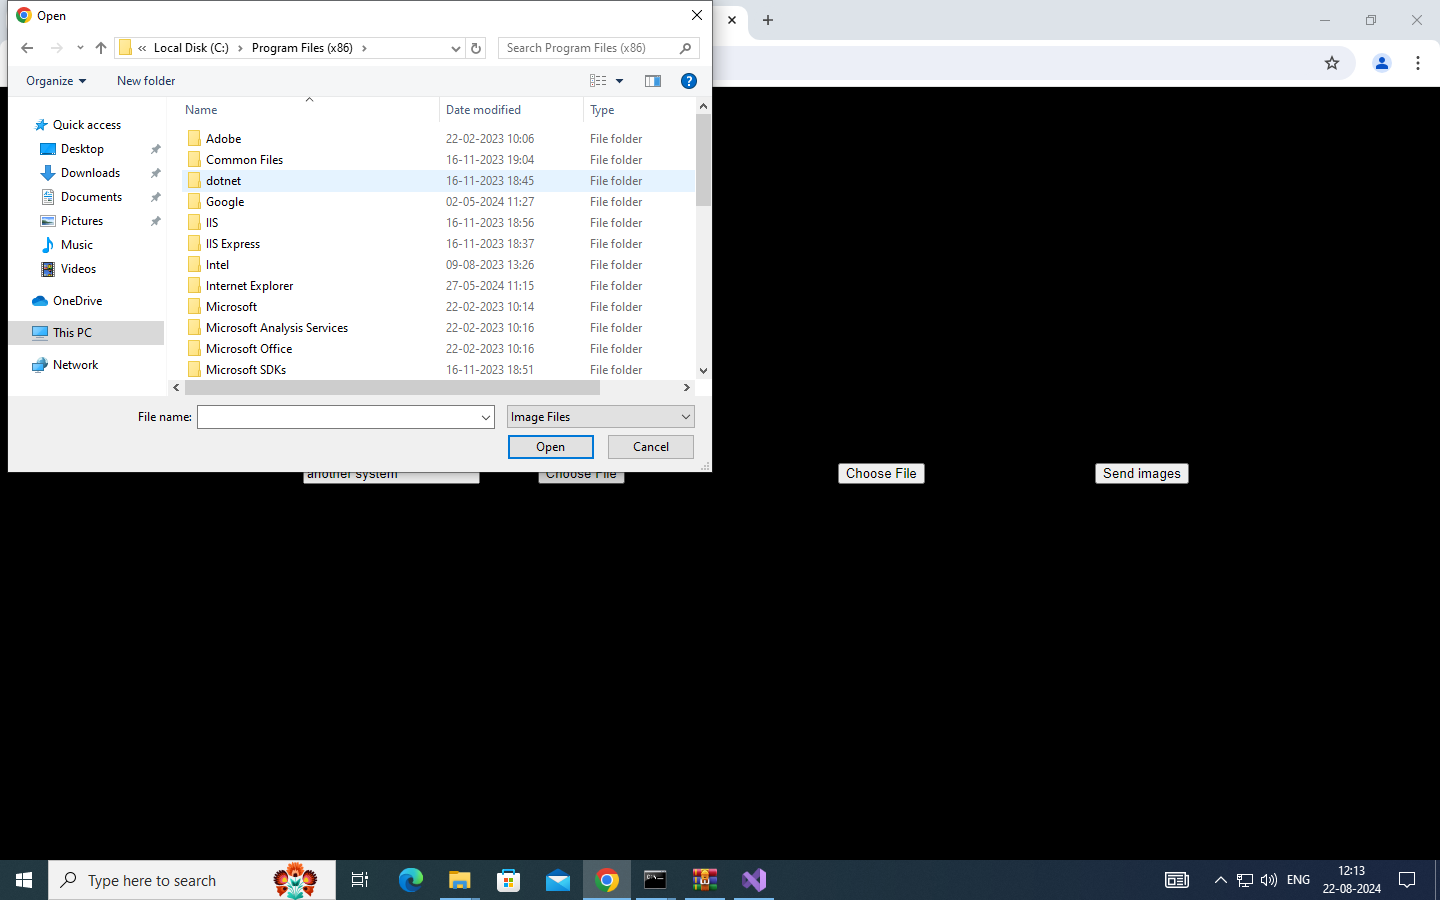 Open
Local Disk (C:) Program Files (x86) Search Program Files (x86)
Organize New folder
Name Date modified Type
Quick access
Desktop
Downloads
Documents
Pictures
Music
Videos
OneDrive
This PC
Network
Adobe 22-02-2023 10:06 File folder
Common Files 16-11-2023 19:04 File folder
dotnet 16-11-2023 18:45 File folder
Google 02-05-2024 11:27 File folder
IIS 16-11-2023 18:56 File folder
IIS Express 16-11-2023 18:37 File folder
Intel 09-08-2023 13:26 File folder
Internet Explorer 27-05-2024 11:15 File folder
Microsoft 22-02-2023 10:14 File folder
Microsoft Analysis Services 22-02-2023 10:16 File folder
Microsoft Office 22-02-2023 10:16 File folder
Microsoft SDKs 16-11-2023 18:51 File folder
File name: Image Files
Open Cancel
another system Choose File Choose File Send images
Type here to search
ENG
12:13
22-08-2024